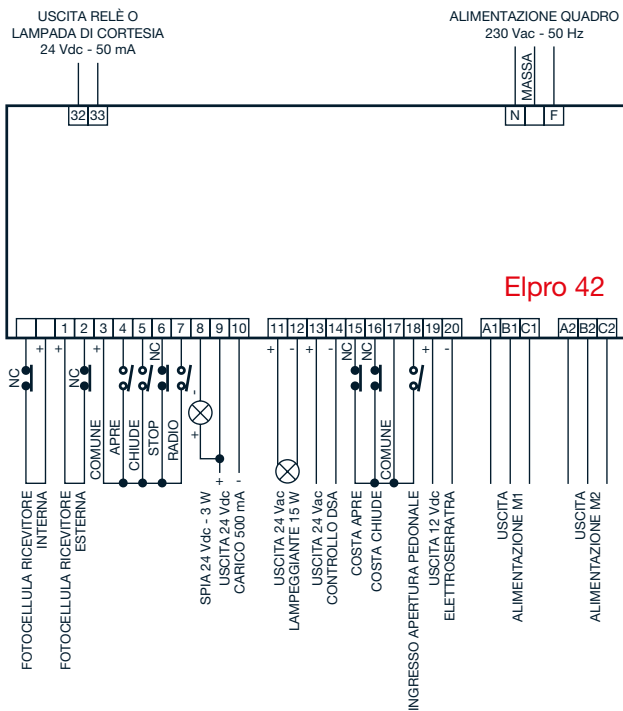 USCITA RELÈ O
LAMPADA DI CORTESIA
24 Vdc - 50 mA
ALIMENTAZIONE QUADRO
230 Vac - 50 Hz
MASSA
32 33
N F
Elpro 42
1 2 3 4 5 6 7 8 9 10 11 12 13 14 15 16 17 18 19 20 A1 B1 C1 A2 B2 C2
+ + + NC - + - + - NC NC + -
NC NC
- +
+ -
FOTOCELLULA RICEVITORE
INTERNA
FOTOCELLULA RICEVITORE
ESTERNA
COMUNE
APRE
CHIUDE
STOP
RADIO
SPIA 24 Vdc - 3 W
USCITA 24 Vdc
CARICO 500 mA
USCITA 24 Vac
LAMPEGGIANTE 15 W
USCITA 24 Vac
CONTROLLO DSA
COSTA APRE
COSTA CHIUDE
COMUNE
INGRESSO APERTURA PEDONALE
USCITA 12 Vdc
ELETTROSERRATRA
USCITA
ALIMENTAZIONE M1
USCITA
ALIMENTAZIONE M2